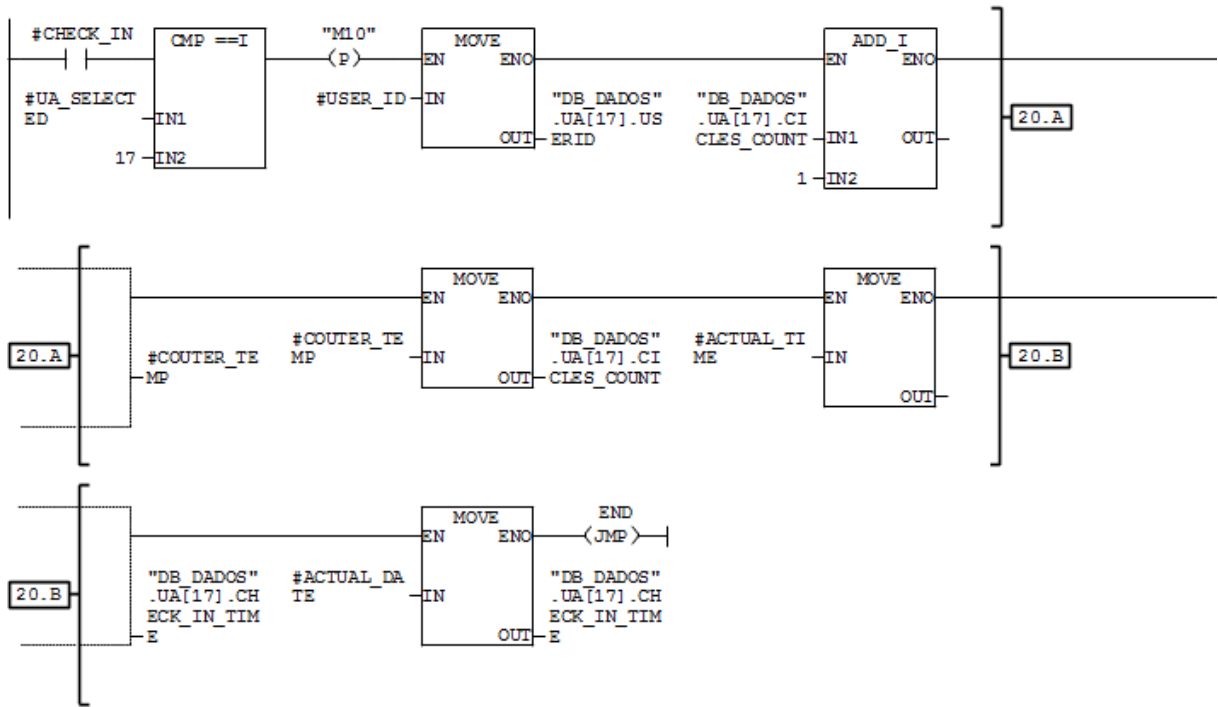 #CHECK_IN
CMP ==I
"M10"
(P)
MOVE
EN ENO
ADD_I
EN ENO
#UA_SELECT
ED
IN1
17 IN2
#USER_ID IN
OUT
"DB_DADOS"
.UA[17].US
ERID
"DB_DADOS"
.UA[17].CI
CLES_COUNT
IN1 OUT
1 IN2
20.A
20.A
#COUTER_TE
MP
MOVE
EN ENO
#COUTER_TE
MP
IN
OUT
"DB_DADOS"
.UA[17].CI
CLES_COUNT
MOVE
EN ENO
#ACTUAL_TI
ME
IN
OUT
20.B
20.B
"DB_DADOS"
.UA[17].CH
ECK_IN_TIM
E
MOVE
EN ENO
#ACTUAL_DA
TE
IN
OUT
END
(JMP)
"DB_DADOS"
.UA[17].CH
ECK_IN_TIM
E